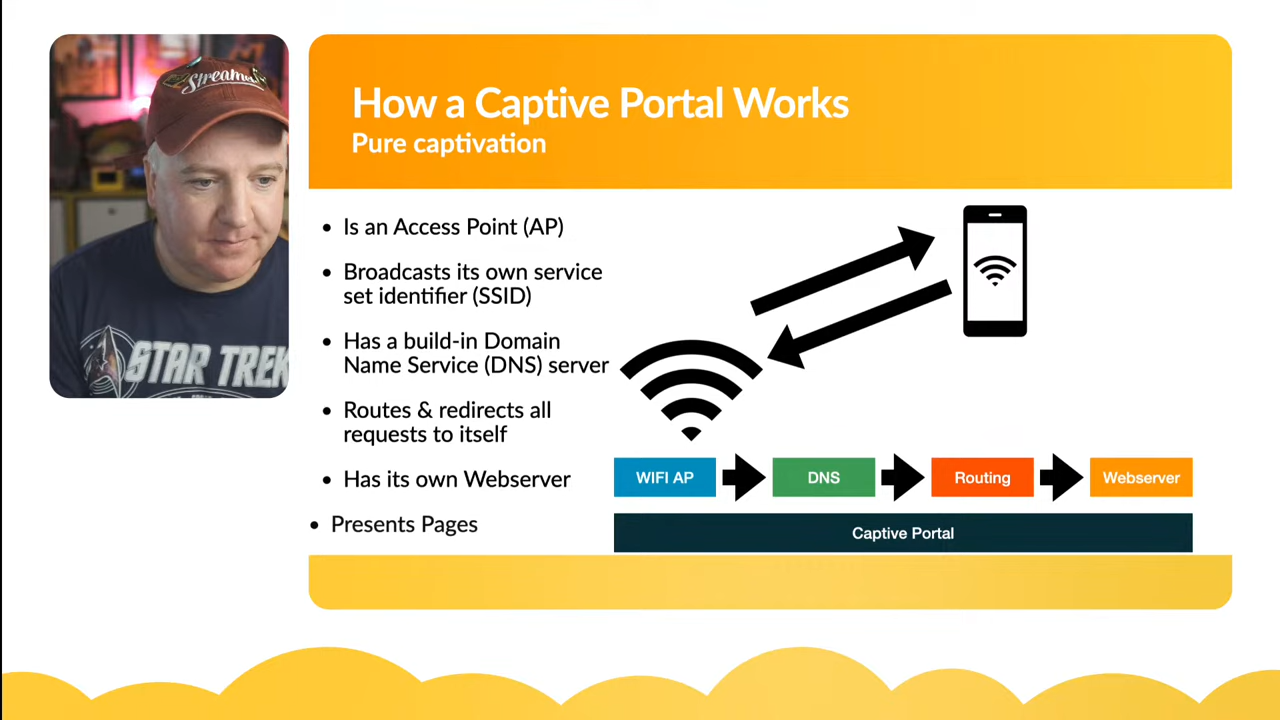 Streamer
STAR TREK
How a Captive Portal Works
Pure captivation
Is an Access Point (AP)
Broadcasts its own service
set identifier (SSID)
Has a build-in Domain
Name Service (DNS) server
Routes & redirects all
requests to itself
Has its own Webserver
Presents Pages
WIFI AP
DNS
Routing
Webserver
Captive Portal